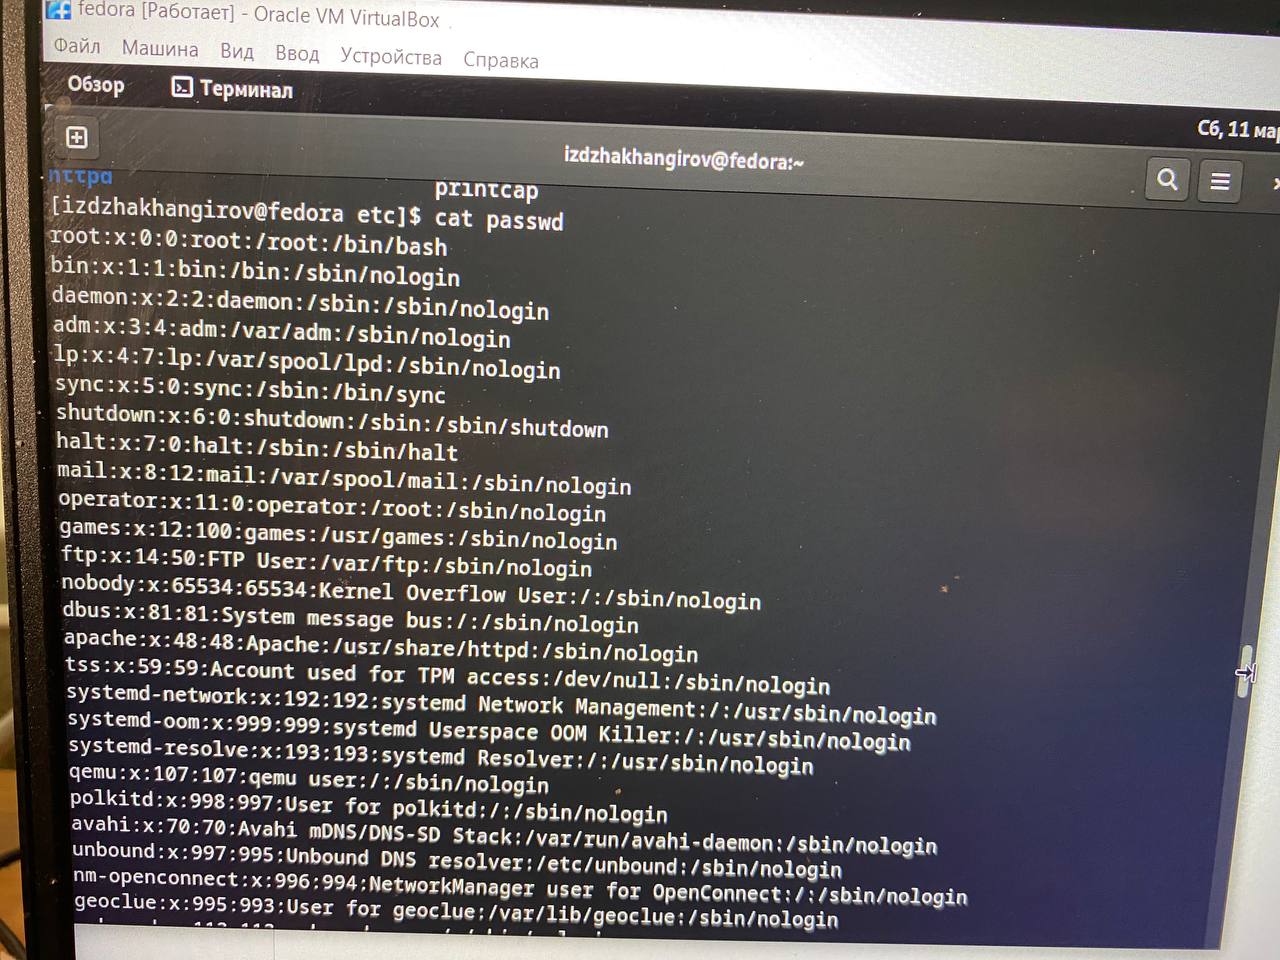 fedora [Работает] - Oracle VM VirtualBox
Файл Машина Вид Ввод Устройства Справка
Обзор Терминал
Сб, 11 мар
izdzhakhangirov@fedora:~
printcap
[izdzhakhangirov@fedora etc]$ cat passwd
root:x:0:0:root:/root:/bin/bash
bin:x:1:1:bin:/bin:/sbin/nologin
daemon:x:2:2:daemon:/sbin:/sbin/nologin
adm:x:3:4:adm:/var/adm:/sbin/nologin
lp:x:4:7:lp:/var/spool/lpd:/sbin/nologin
sync:x:5:0:sync:/sbin:/bin/sync
shutdown:x:6:0:shutdown:/sbin:/sbin/shutdown
halt:x:7:0:halt:/sbin:/sbin/halt
mail:x:8:12:mail:/var/spool/mail:/sbin/nologin
operator:x:11:0:operator:/root:/sbin/nologin
games:x:12:100:games:/usr/games:/sbin/nologin
ftp:x:14:50:FTP User:/var/ftp:/sbin/nologin
nobody:x:65534:65534:Kernel Overflow User:/:/sbin/nologin
dbus:x:81:81:System message bus:/:/sbin/nologin
apache:x:48:48:Apache:/usr/share/httpd:/sbin/nologin
tss:x:59:59:Account used for TPM access:/dev/null:/sbin/nologin
systemd-network:x:192:192:systemd Network Management:/:/usr/sbin/nologin
systemd-oom:x:999:999:systemd Userspace OOM Killer:/:/usr/sbin/nologin
systemd-resolve:x:193:193:systemd Resolver:/:/usr/sbin/nologin
qemu:x:107:107:qemu user:/:/sbin/nologin
polkitd:x:998:997:User for polkitd:/:/sbin/nologin
avahi:x:70:70:Avahi mDNS/DNS-SD Stack:/var/run/avahi-daemon:/sbin/nologin
unbound:x:997:995:Unbound DNS resolver:/etc/unbound:/sbin/nologin
nm-openconnect:x:996:994:NetworkManager user for OpenConnect:/:/sbin/nologin
geoclue:x:995:993:User for geoclue:/var/lib/geoclue:/sbin/nologin